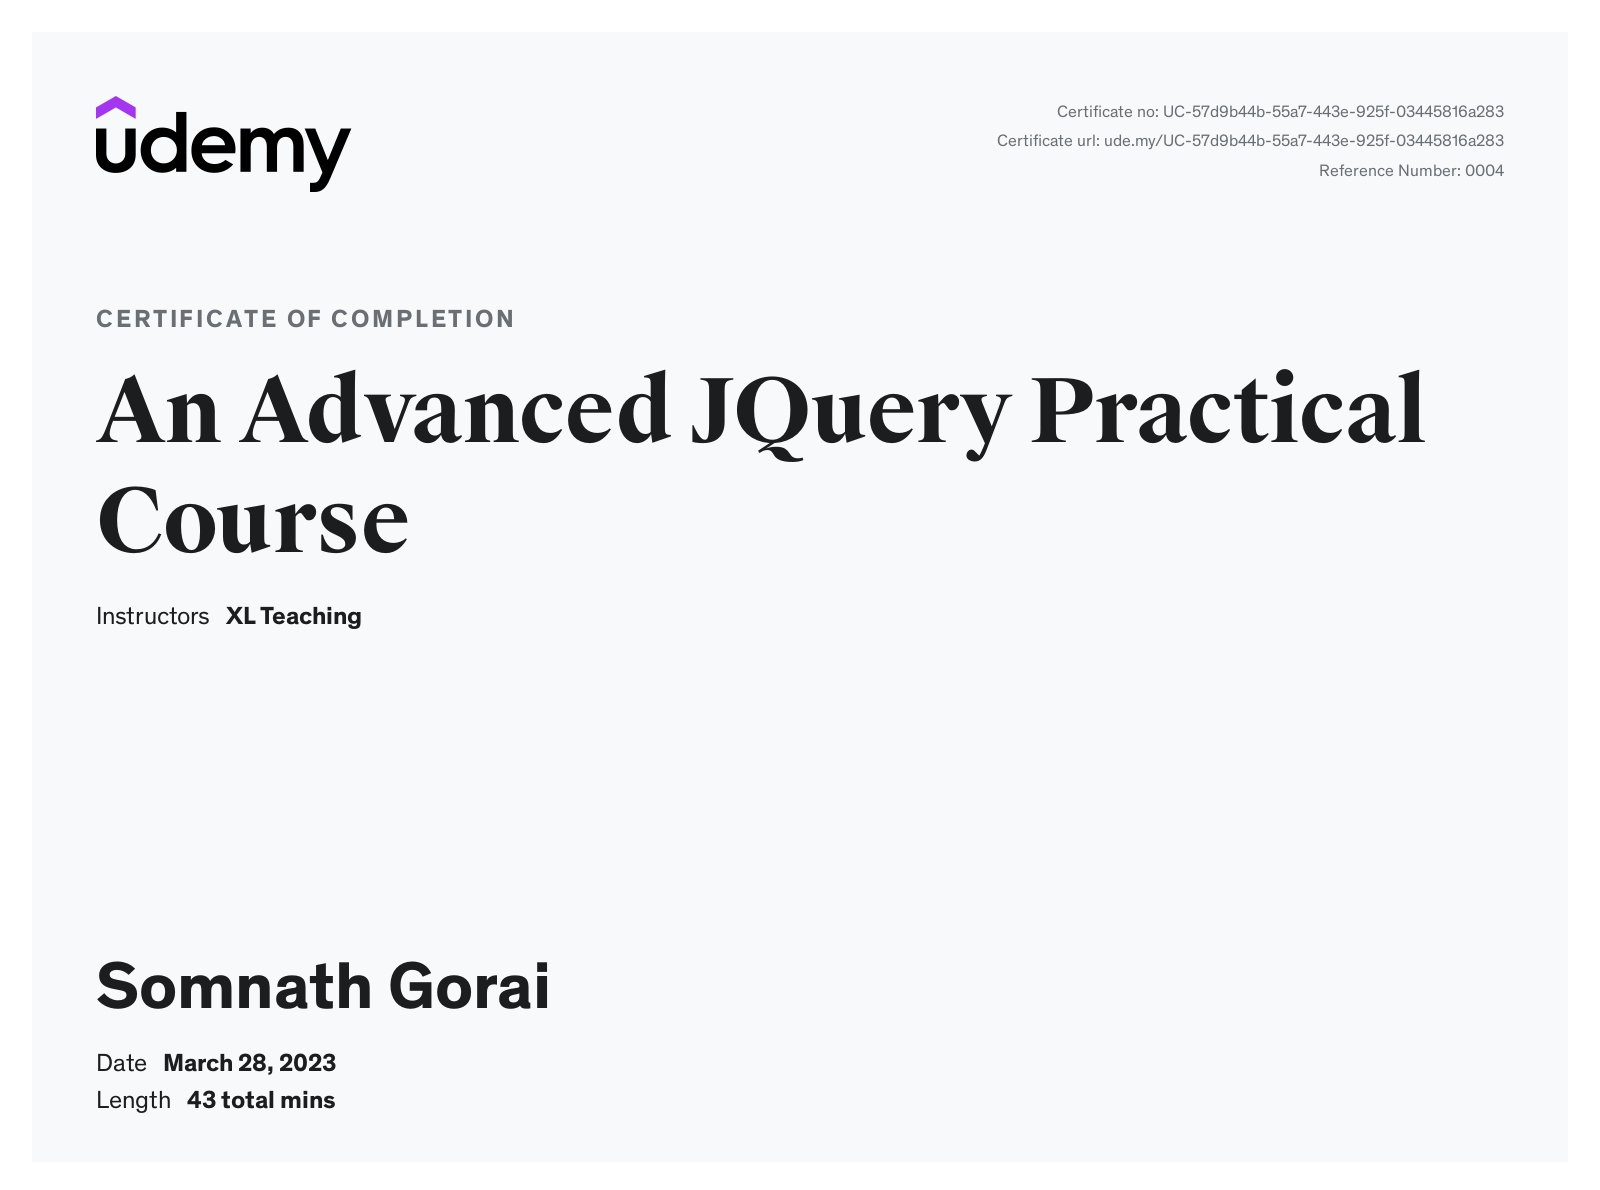 udemy
Certificate no: UC-57d9b44b-55a7-443e-925f-03445816a283
Certificate url: ude.my/UC-57d9b44b-55a7-443e-925f-03445816a283
Reference Number: 0004
CERTIFICATE OF COMPLETION
An Advanced JQuery Practical
Course
Instructors XL Teaching
Somnath Gorai
Date March 28, 2023
Length 43 total mins